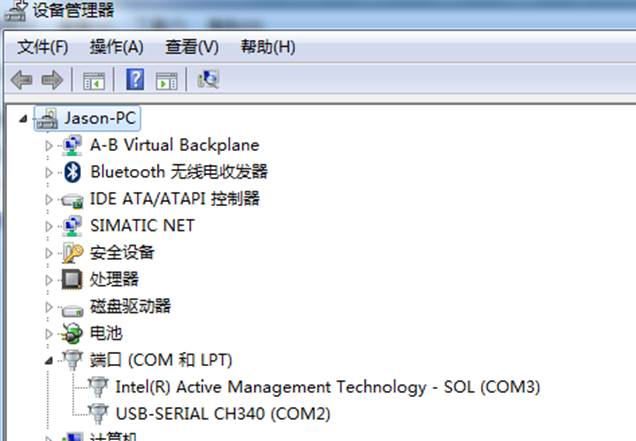 设备管理器
文件(F) 操作(A) 查看(V) 帮助(H)
Jason-PC
A-B Virtual Backplane
Bluetooth 无线电收发器
IDE ATA/ATAPI 控制器
SIMATIC NET
安全设备
处理器
磁盘驱动器
电池
端口 (COM 和 LPT)
Intel(R) Active Management Technology - SOL (COM3)
USB-SERIAL CH340 (COM2)
计算机